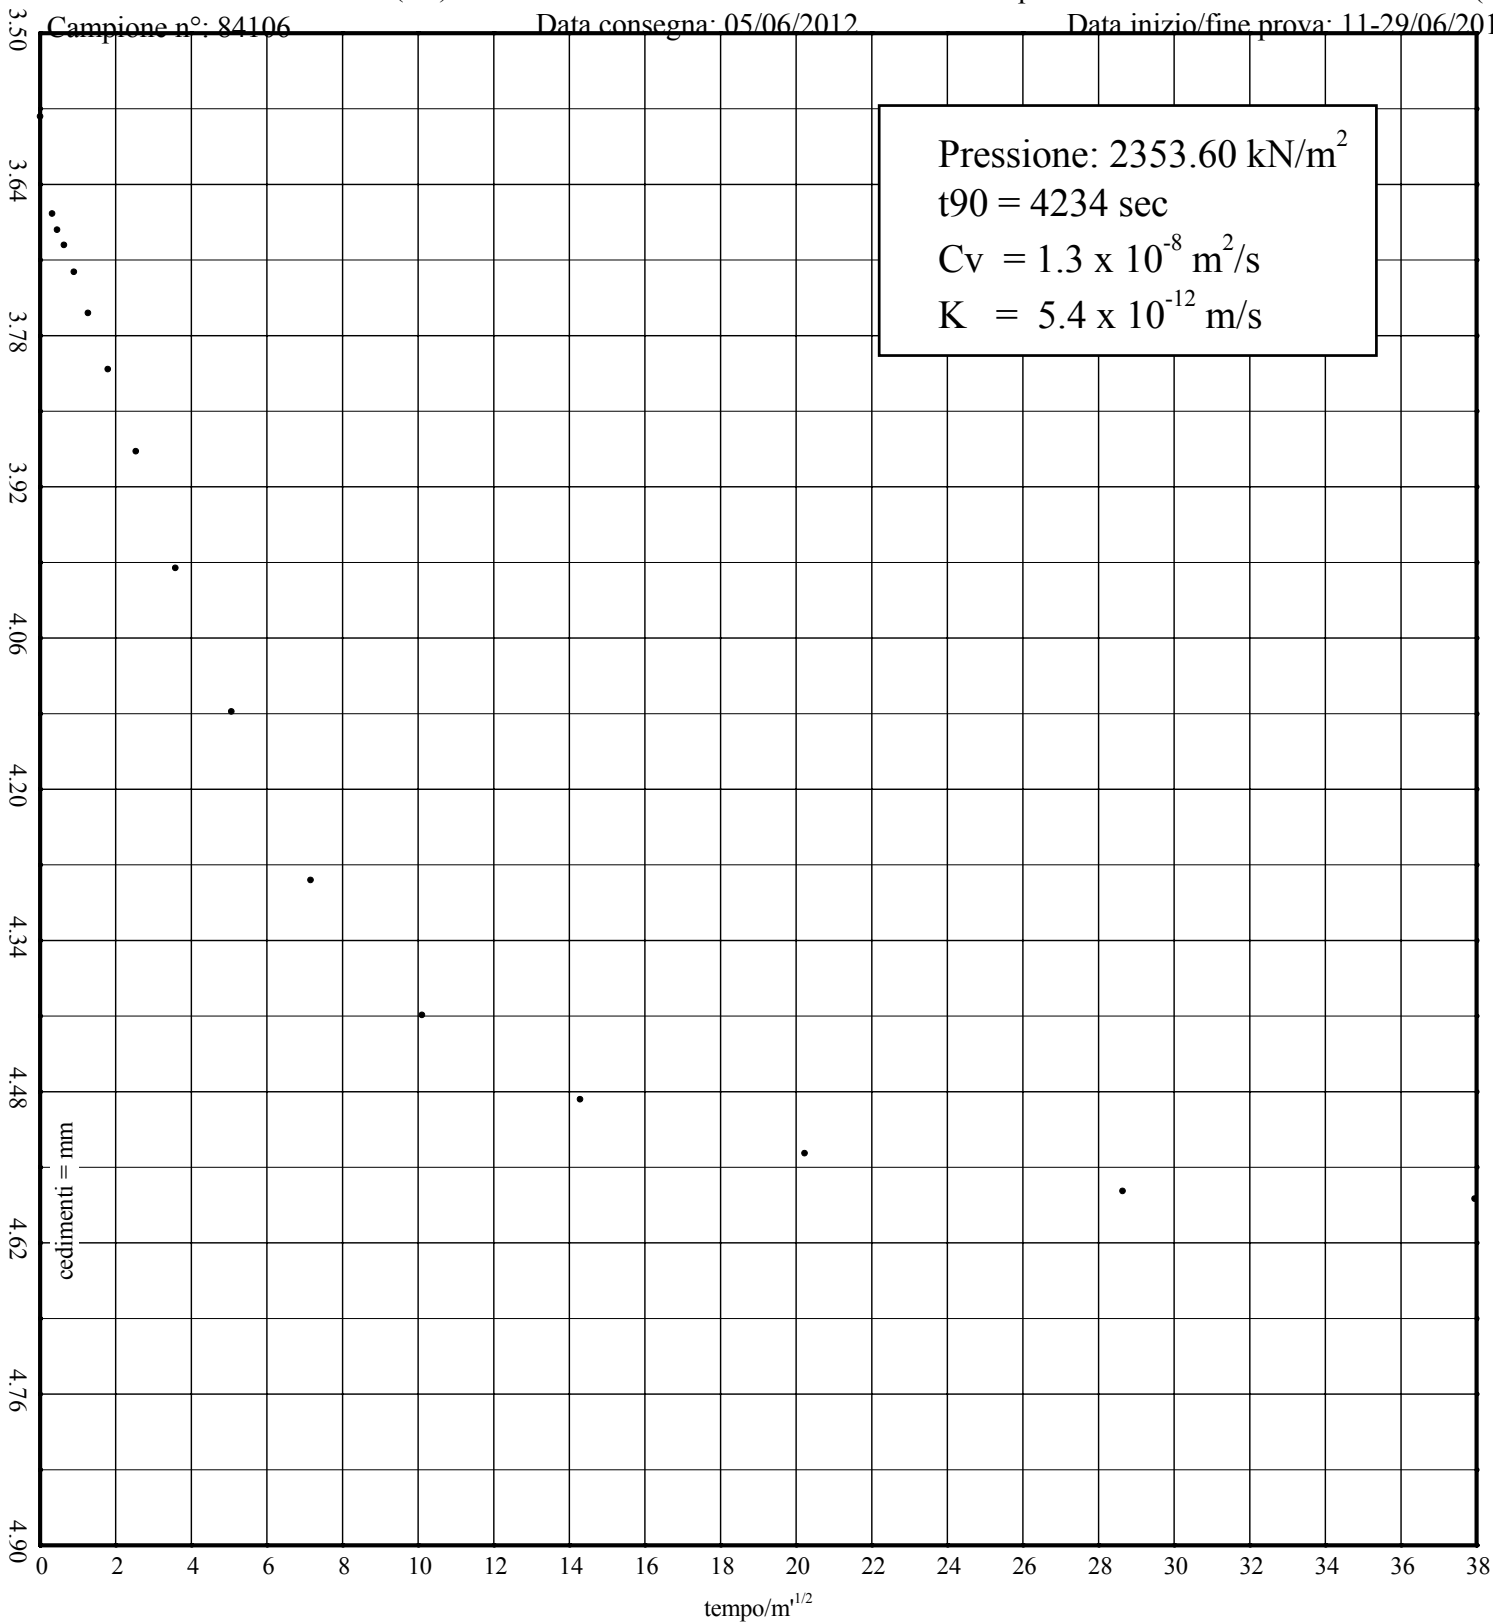 Campione n°: 84106 Data consegna: 05/06/2012 Data inizio/fine prova: 11-29/06/201
3.50
3.64
3.78
3.92
4.06
4.20
4.34
4.48
4.62
4.76
4.90
Pressione: 2353.60 kN/m²
t90 = 4234 sec
Cv = 1.3 x 10⁻⁸ m²/s
K = 5.4 x 10⁻¹² m/s
cedimenti = mm
0 2 4 6 8 10 12 14 16 18 20 22 24 26 28 30 32 34 36 38
tempo/m'¹/²